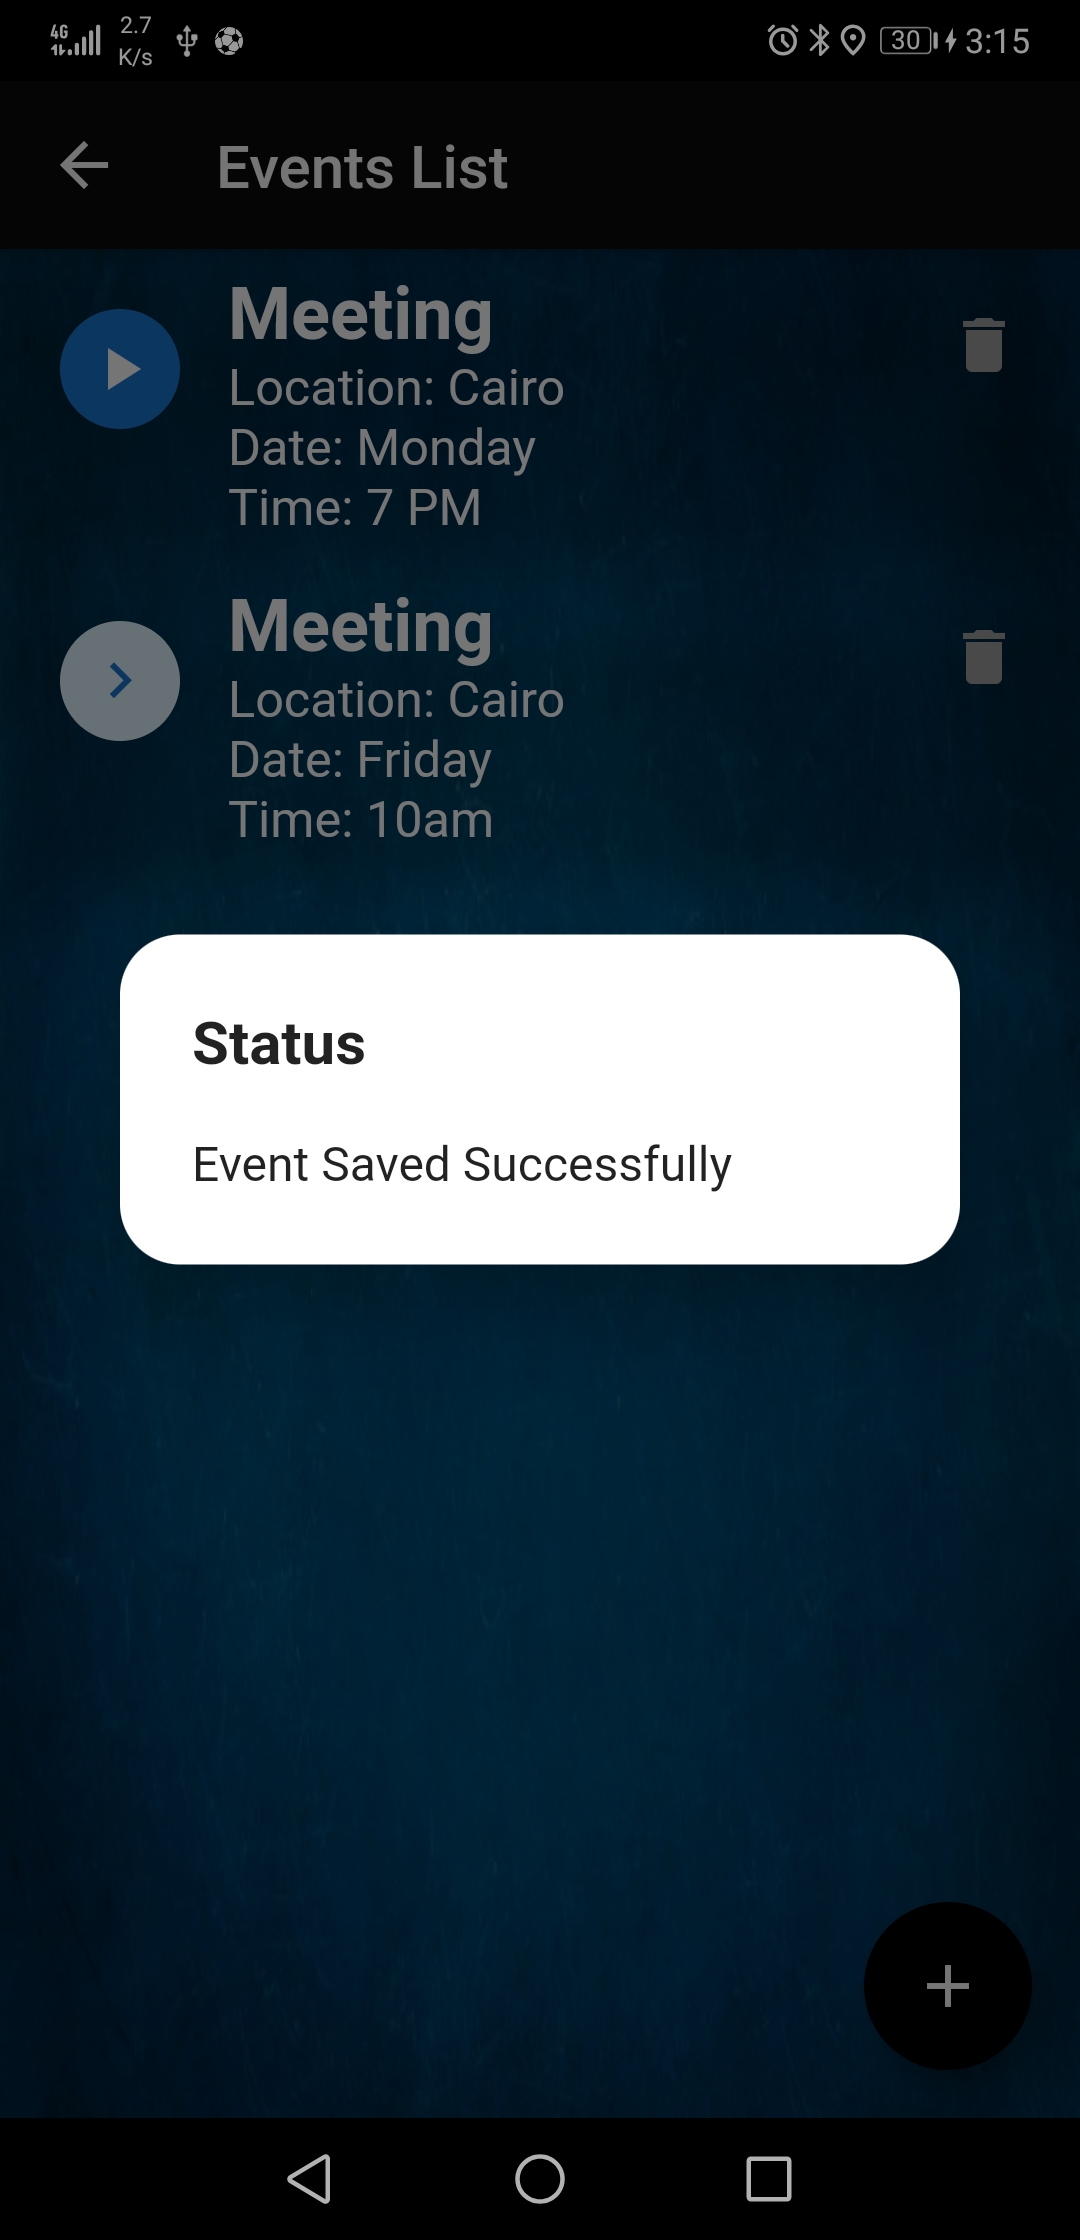 4G
2.7
K/s
30
3:15
Events List
Meeting
Location: Cairo
Date: Monday
Time: 7 PM
Meeting
Location: Cairo
Date: Friday
Time: 10am
Status
Event Saved Successfully